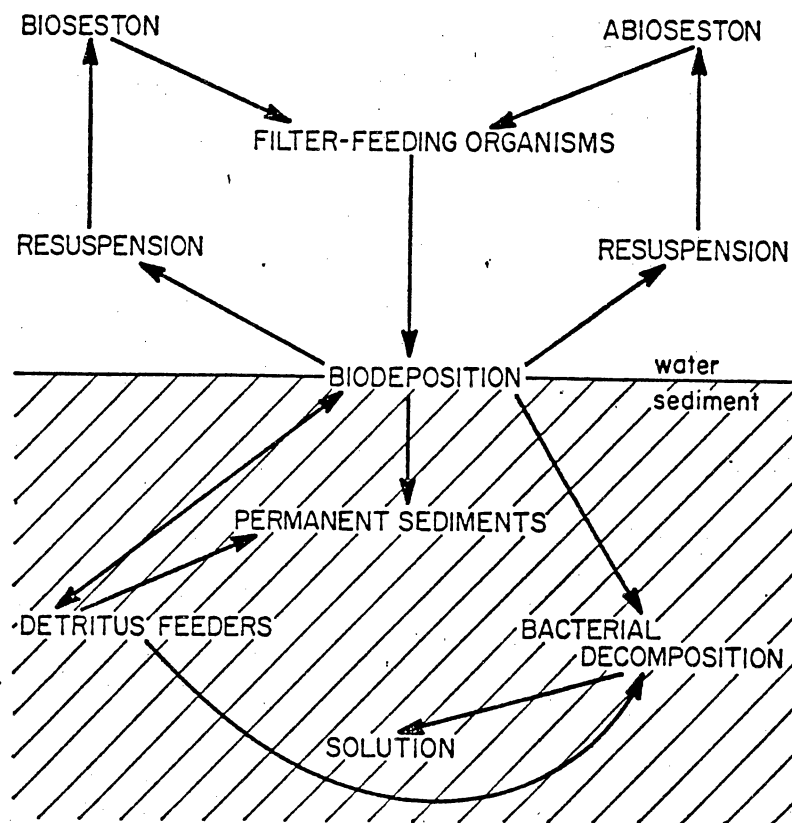 BIOSESTON
ABIOSESTON
FILTER-FEEDING ORGANISMS
RESUSPENSION
RESUSPENSION
BIODEPOSITION
water
sediment
PERMANENT SEDIMENTS
DETRITUS FEEDERS
BACTERIAL
DECOMPOSITION
SOLUTION